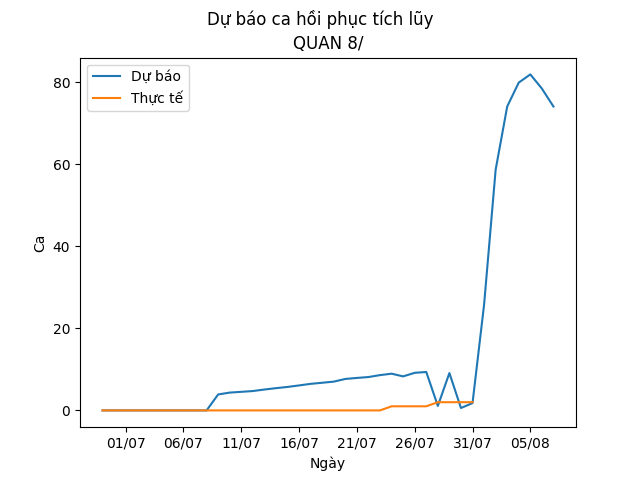 Dự báo ca hồi phục tích lũy
QUAN 8/
Dự báo
Thực tế
Ca
80
60
40
20
0
01/07 06/07 11/07 16/07 21/07 26/07 31/07 05/08
Ngày